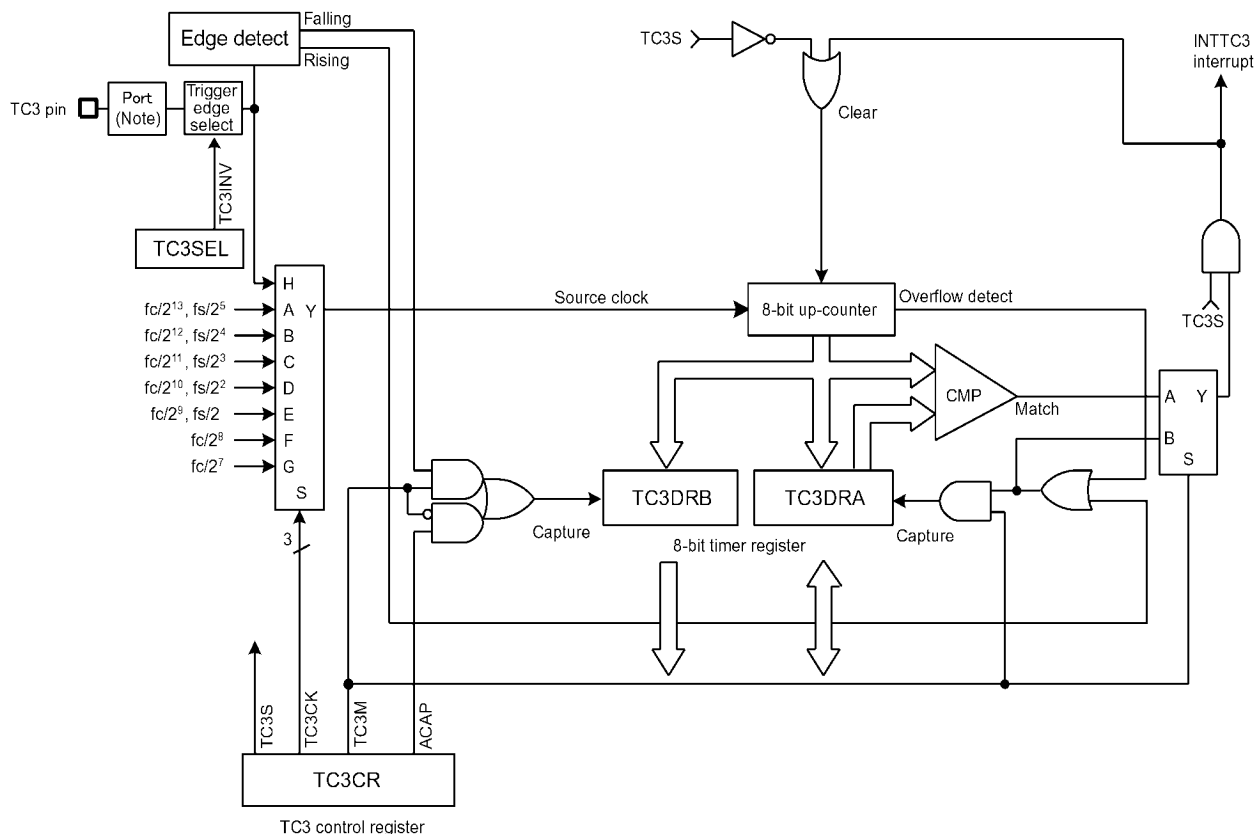 Falling
Edge detect
Rising
TC3S
INTTC3
interrupt
TC3 pin
Port
(Note)
Trigger
edge
select
Clear
TC3INV
TC3SEL
H
fc/2¹³, fs/2⁵
A Y
fc/2¹², fs/2⁴
B
fc/2¹¹, fs/2³
C
fc/2¹⁰, fs/2²
D
fc/2⁹, fs/2
E
fc/2⁸
F
fc/2⁷
G
S
3
Source clock
8-bit up-counter
Overflow detect
TC3S
CMP
Match
A Y
B
S
TC3DRB
TC3DRA
Capture
Capture
8-bit timer register
TC3S
TC3CK
TC3M
ACAP
TC3CR
TC3 control register